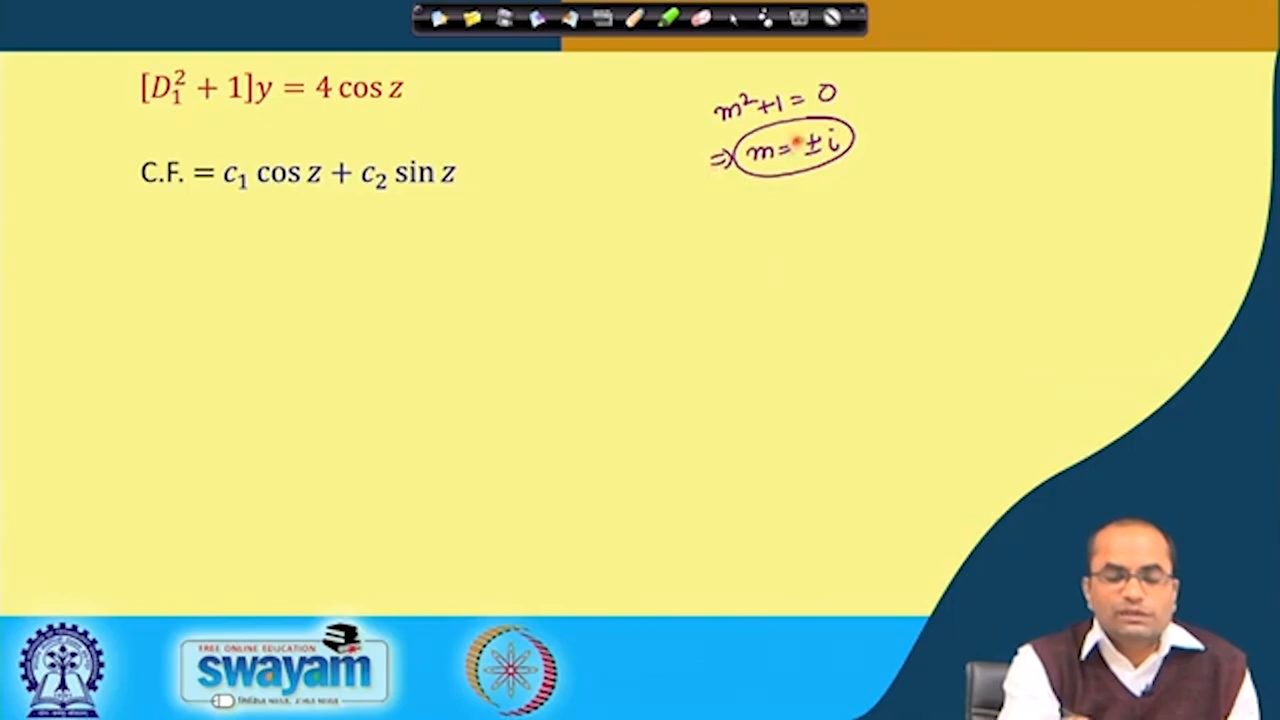 [D₁² + 1]y = 4 cos z
m²+1 = 0
⇒ m = ±i
C.F. = c₁ cos z + c₂ sin z
FREE ONLINE EDUCATION
swayam